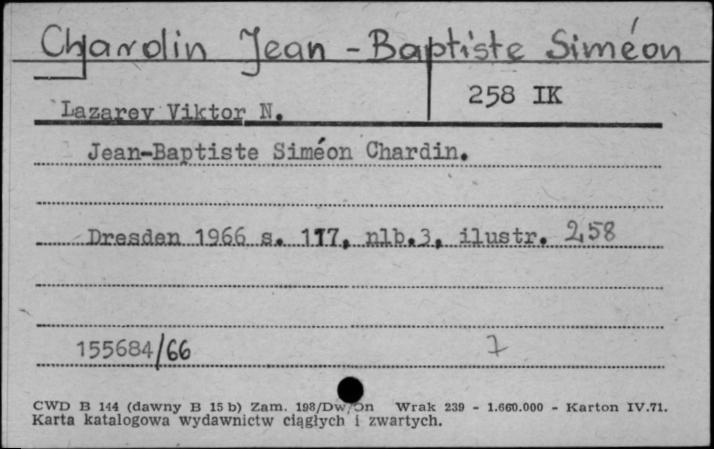 Chardin Jean - Baptiste Siméon
258 IK
Lazarev Viktor N.
Jean-Baptiste Siméon Chardin.
Dresden 1966 s. 117, nlb.3, ilustr. 258
155684/66 7
CWD B 144 (dawny B 15 b) Zam. 198/Dw/On Wrak 239 - 1.660.000 - Karton IV.71.
Karta katalogowa wydawnictw ciągłych i zwartych.